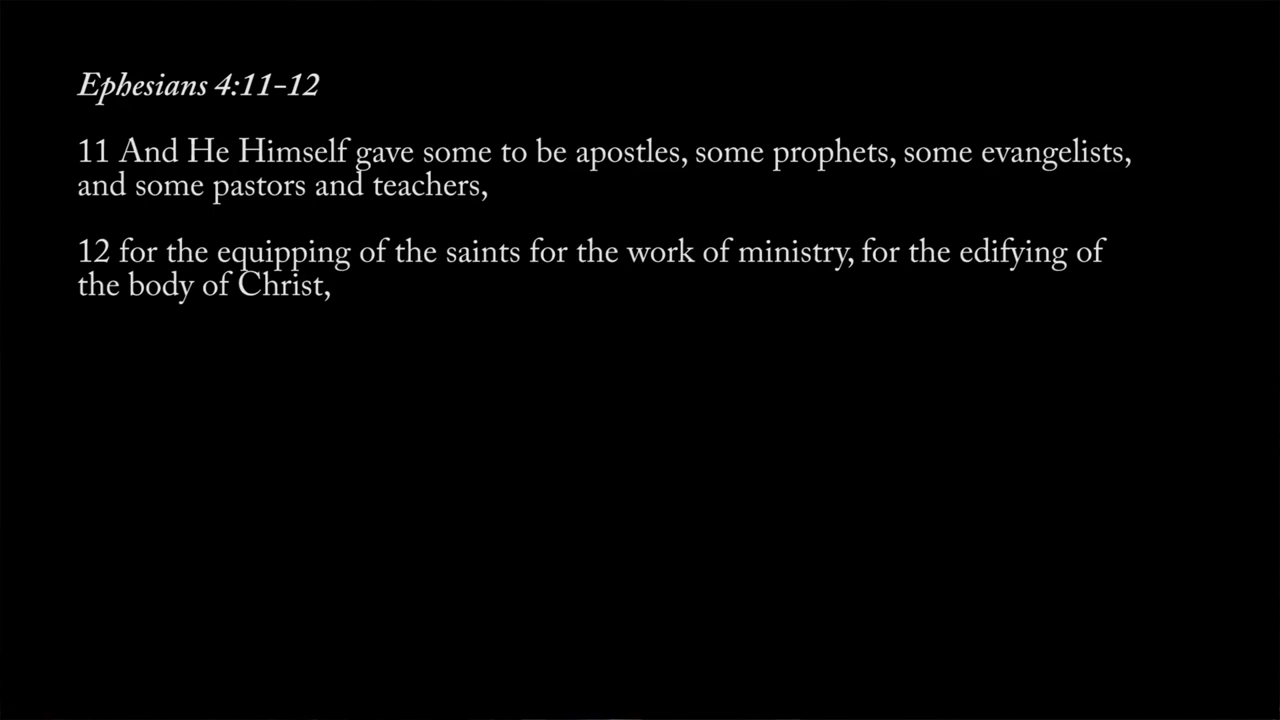 Ephesians 4:11-12
11 And He Himself gave some to be apostles, some prophets, some evangelists,
and some pastors and teachers,
12 for the equipping of the saints for the work of ministry, for the edifying of
the body of Christ,